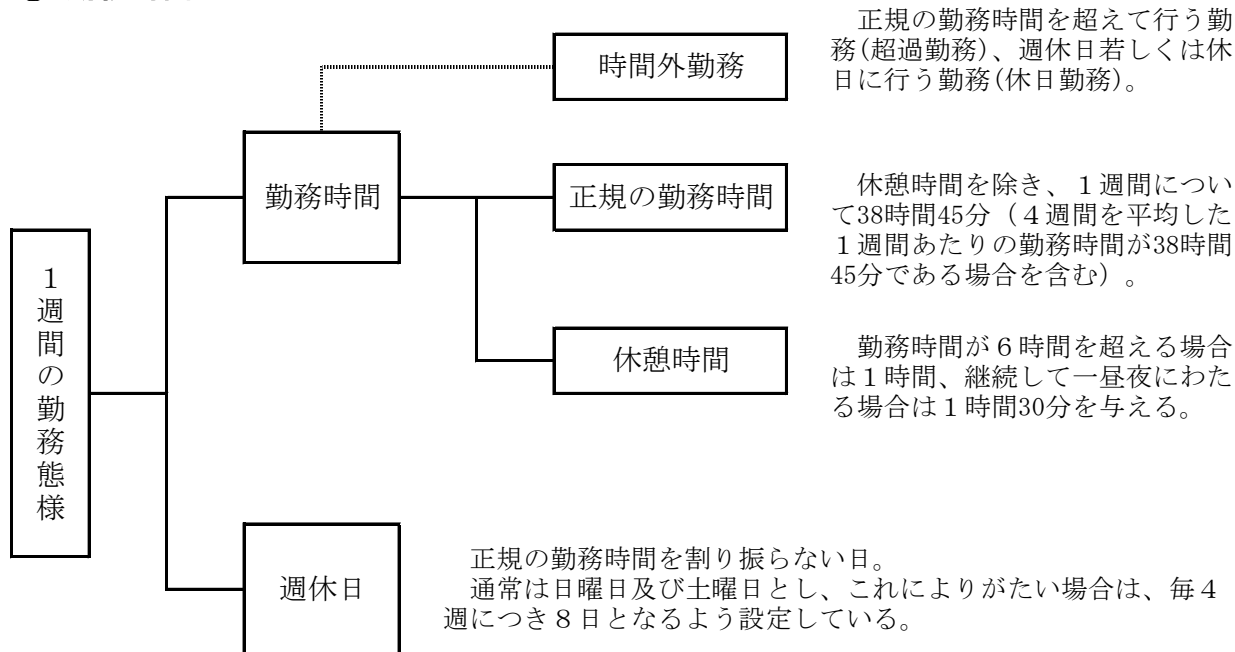 時間外勤務
正規の勤務時間を超えて行う勤
務(超過勤務)、週休日若しくは休
日に行う勤務(休日勤務)。
勤務時間
正規の勤務時間
休憩時間を除き、１週間につい
て38時間45分（４週間を平均した
１週間あたりの勤務時間が38時間
45分である場合を含む）。
１週間の勤務態様
休憩時間
勤務時間が６時間を超える場合
は１時間、継続して一昼夜にわた
る場合は１時間30分を与える。
週休日
正規の勤務時間を割り振らない日。
通常は日曜日及び土曜日とし、これによりがたい場合は、毎４
週につき８日となるよう設定している。